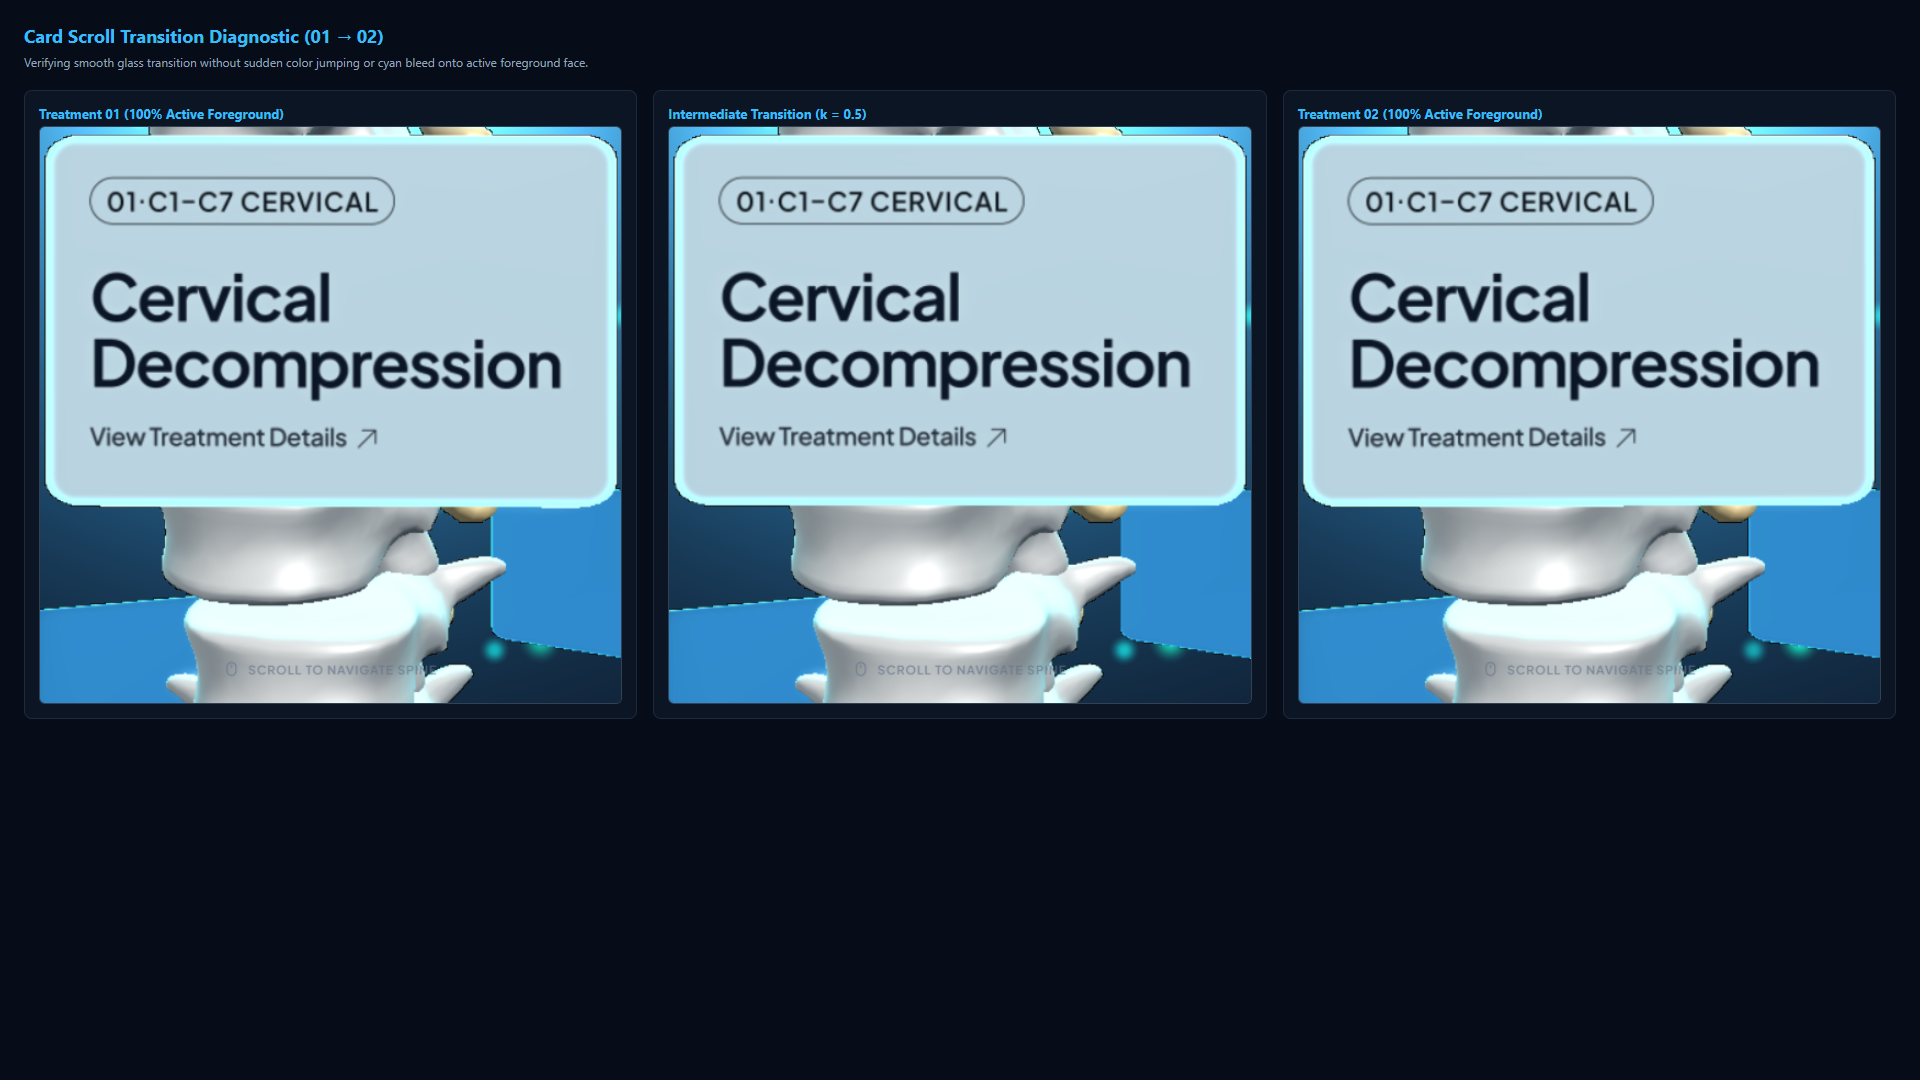 Card Scroll Transition Diagnostic (01 → 02)
Verifying smooth glass transition without sudden color jumping or cyan bleed onto active foreground face.
Treatment 01 (100% Active Foreground)
01·C1–C7 CERVICAL
Cervical
Decompression
View Treatment Details ↗
SCROLL TO NAVIGATE SPINE
Intermediate Transition (k = 0.5)
01·C1–C7 CERVICAL
Cervical
Decompression
View Treatment Details ↗
SCROLL TO NAVIGATE SPINE
Treatment 02 (100% Active Foreground)
01·C1–C7 CERVICAL
Cervical
Decompression
View Treatment Details ↗
SCROLL TO NAVIGATE SPINE